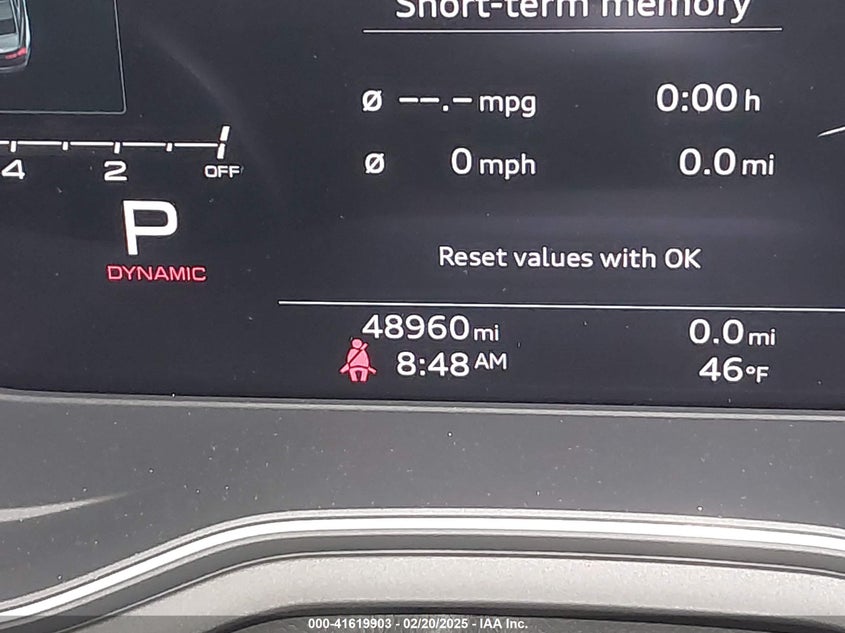 Short-term memory
Ø --.- mpg 0:00 h
4 2 OFF
Ø 0 mph 0.0 mi
P
DYNAMIC
Reset values with OK
48960 mi 0.0 mi
8:48 AM 46°F
000-41619903 - 02/20/2025 - IAA Inc.